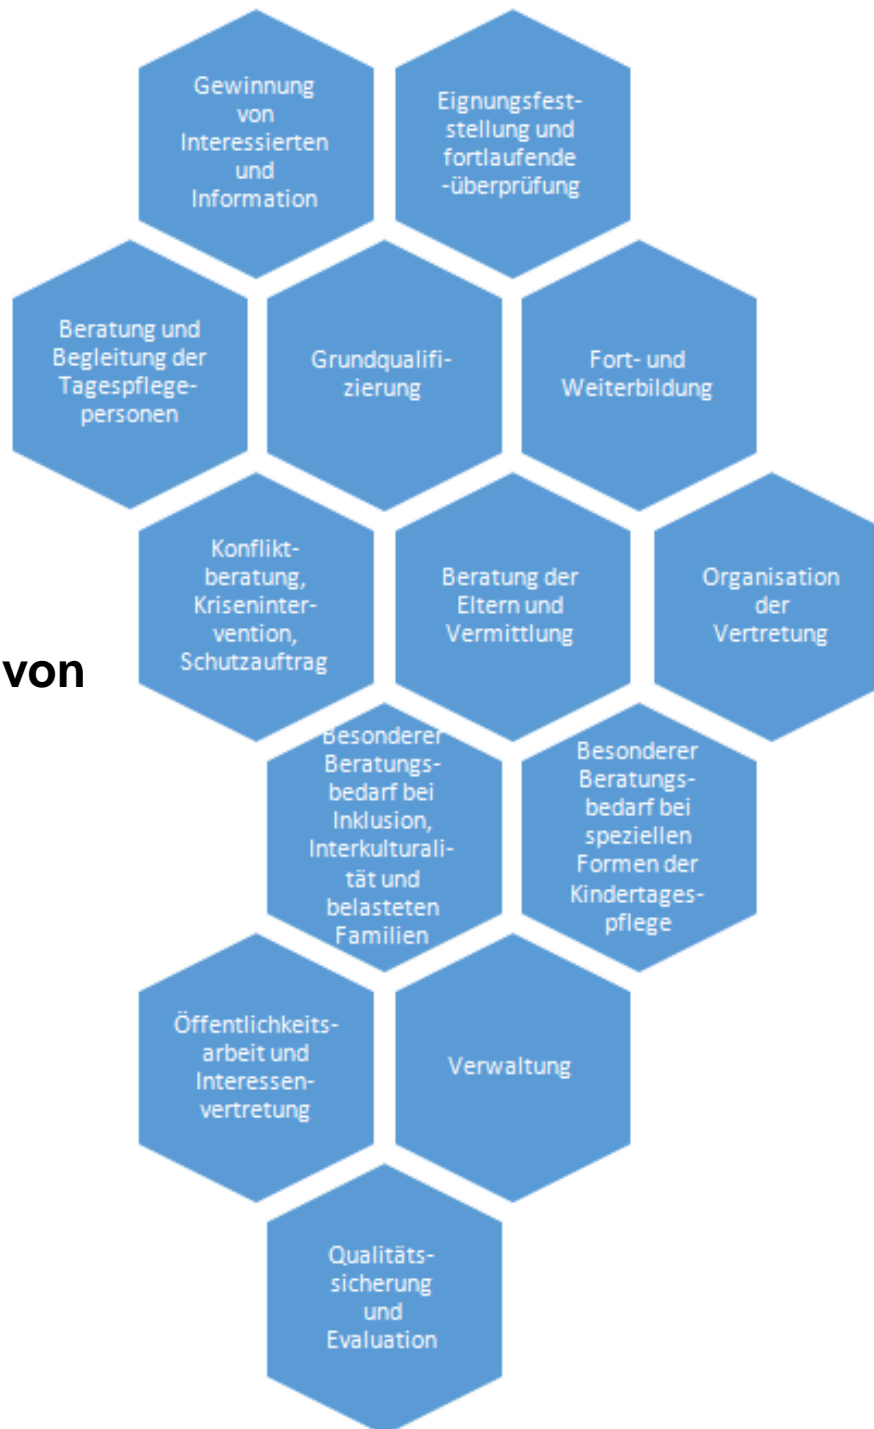 Gewinnung
von
Interessierten
und
Information
Eignungsfest-
stellung und
fortlaufende
-überprüfung
Beratung und
Begleitung der
Tagespflege-
personen
Grundqualifi-
zierung
Fort- und
Weiterbildung
Konflikt-
beratung,
Kriseninter-
vention,
Schutzauftrag
Beratung der
Eltern und
Vermittlung
Organisation
der
Vertretung
von
Besonderer
Beratungs-
bedarf bei
Inklusion,
Interkulturali-
tät und
belasteten
Familien
Besonderer
Beratungs-
bedarf bei
speziellen
Formen der
Kindertages-
pflege
Öffentlichkeits-
arbeit und
Interessen-
vertretung
Verwaltung
Qualitäts-
sicherung
und
Evaluation